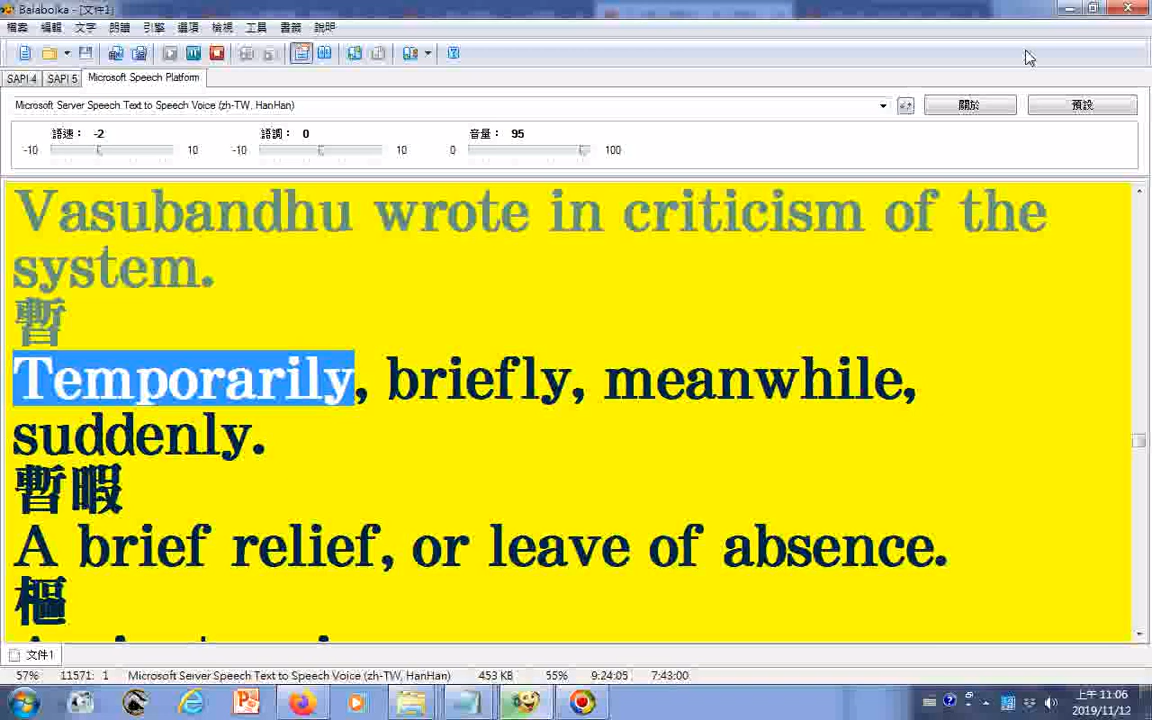 Balabolka - [文件1]
檔案 編輯 文字 朗讀 引擎 選項 檢視 工具 書籤 說明
SAPI 4 SAPI 5 Microsoft Speech Platform
Microsoft Server Speech Text to Speech Voice (zh-TW, HanHan) 關於 預設
語速： -2 語調： 0 音量： 95
-10 10 -10 10 0 100
Vasubandhu wrote in criticism of the
system.
暫
Temporarily, briefly, meanwhile,
suddenly.
暫暇
A brief relief, or leave of absence.
樞
文件1
57% 11571: 1 Microsoft Server Speech Text to Speech Voice (zh-TW, HanHan) 453 KB 55% 9:24:05 7:43:00
上午 11:06
2019/11/12